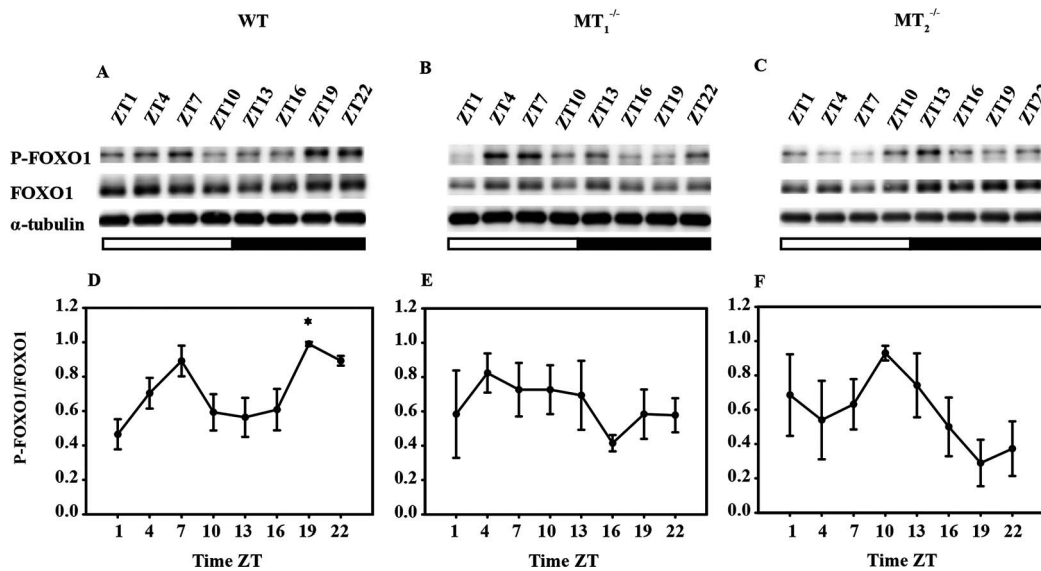 WT MT₁⁻/⁻ MT₂⁻/⁻
A B C
ZT1 ZT4 ZT7 ZT10 ZT13 ZT16 ZT19 ZT22 ZT1 ZT4 ZT7 ZT10 ZT13 ZT16 ZT19 ZT22 ZT1 ZT4 ZT7 ZT10 ZT13 ZT16 ZT19 ZT22
P-FOXO1
FOXO1
α-tubulin
D E F
P-FOXO1/FOXO1
1.2 1.2 1.2
*
1.0 1.0 1.0
0.8 0.8 0.8
0.6 0.6 0.6
0.4 0.4 0.4
0.2 0.2 0.2
0.0 0.0 0.0
1 4 7 10 13 16 19 22 1 4 7 10 13 16 19 22 1 4 7 10 13 16 19 22
Time ZT Time ZT Time ZT